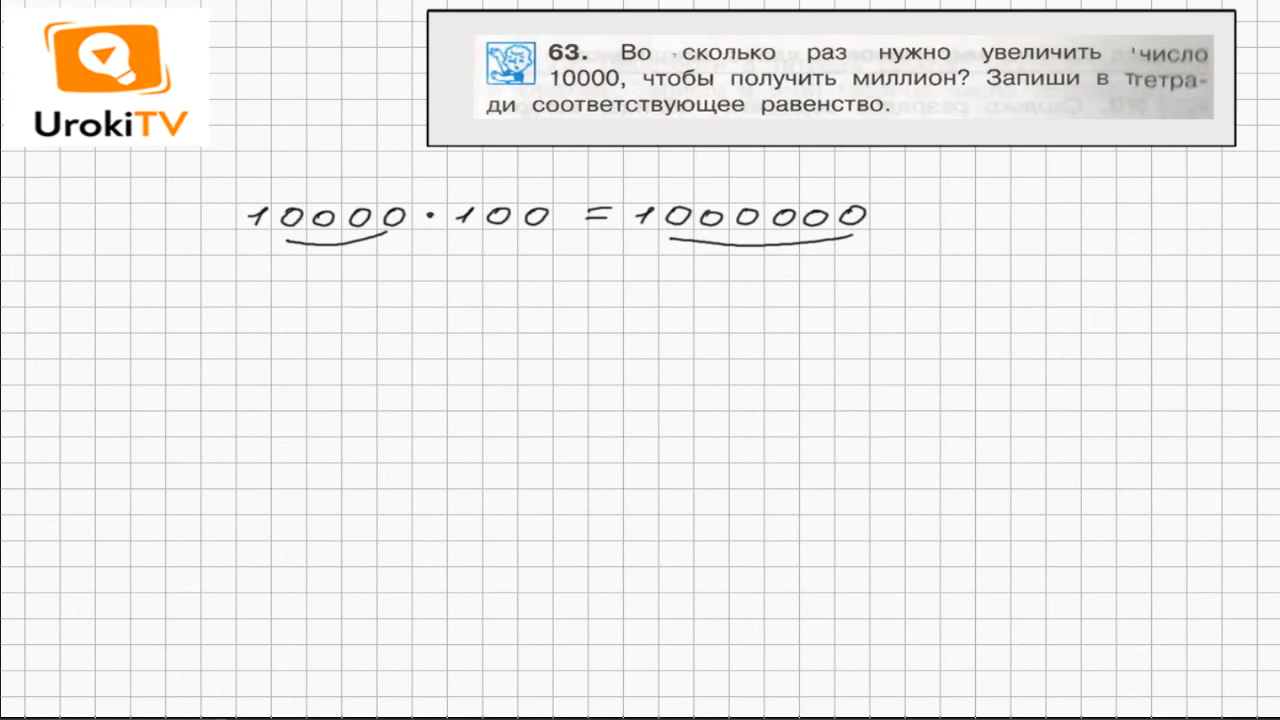 UrokiTV
63. Во сколько раз нужно увеличить число
10000, чтобы получить миллион? Запиши в тетра-
ди соответствующее равенство.
10000 · 100 = 1000000